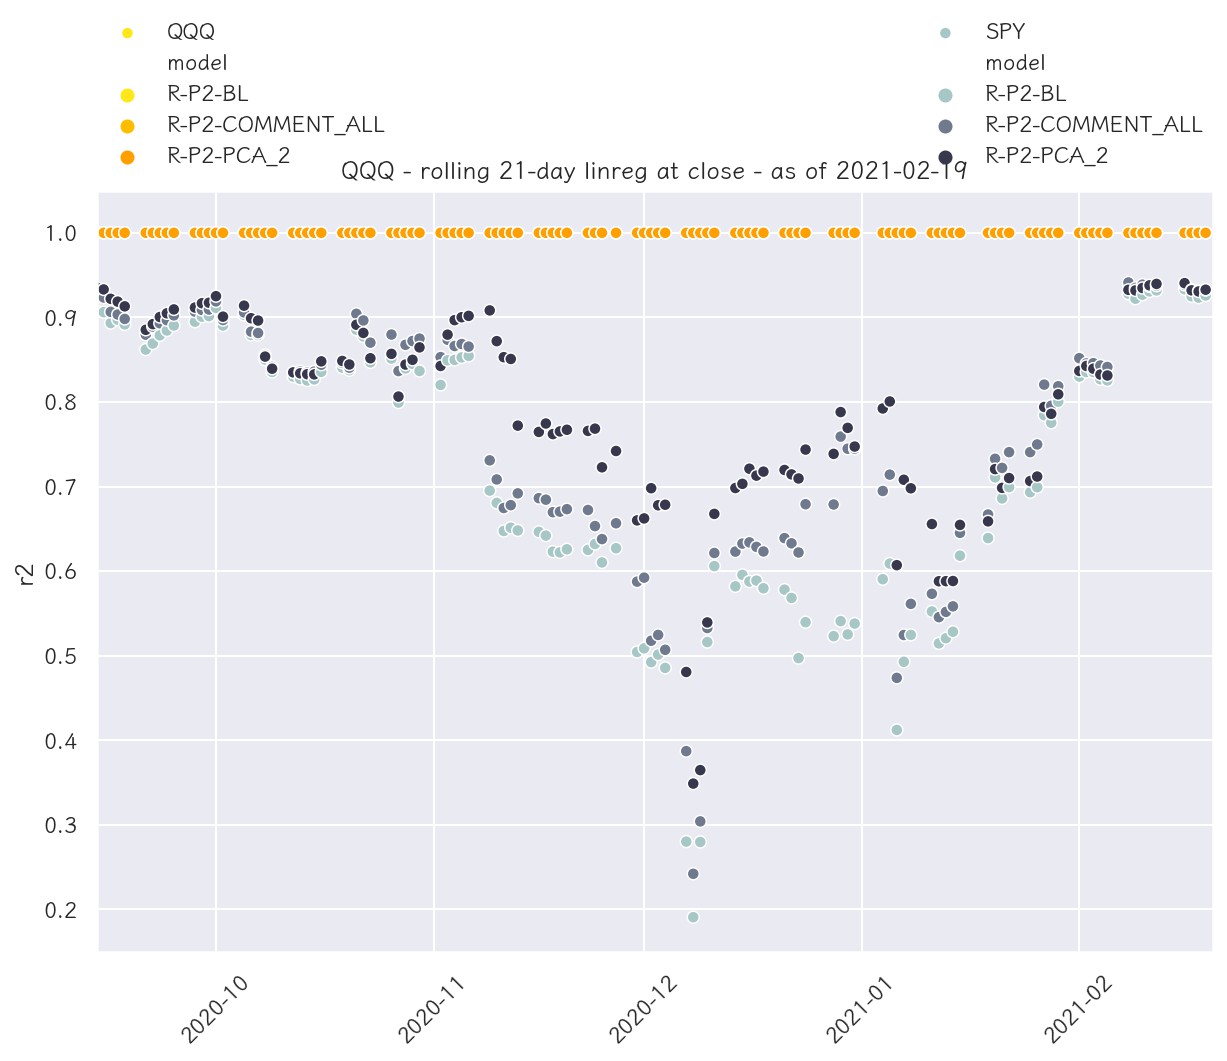 QQQ
model
R-P2-BL
R-P2-COMMENT_ALL
R-P2-PCA_2
SPY
model
R-P2-BL
R-P2-COMMENT_ALL
R-P2-PCA_2
QQQ - rolling 21-day linreg at close - as of 2021-02-19
1.0
0.9
0.8
0.7
0.6
0.5
0.4
0.3
0.2
r2
2020-10
2020-11
2020-12
2021-01
2021-02